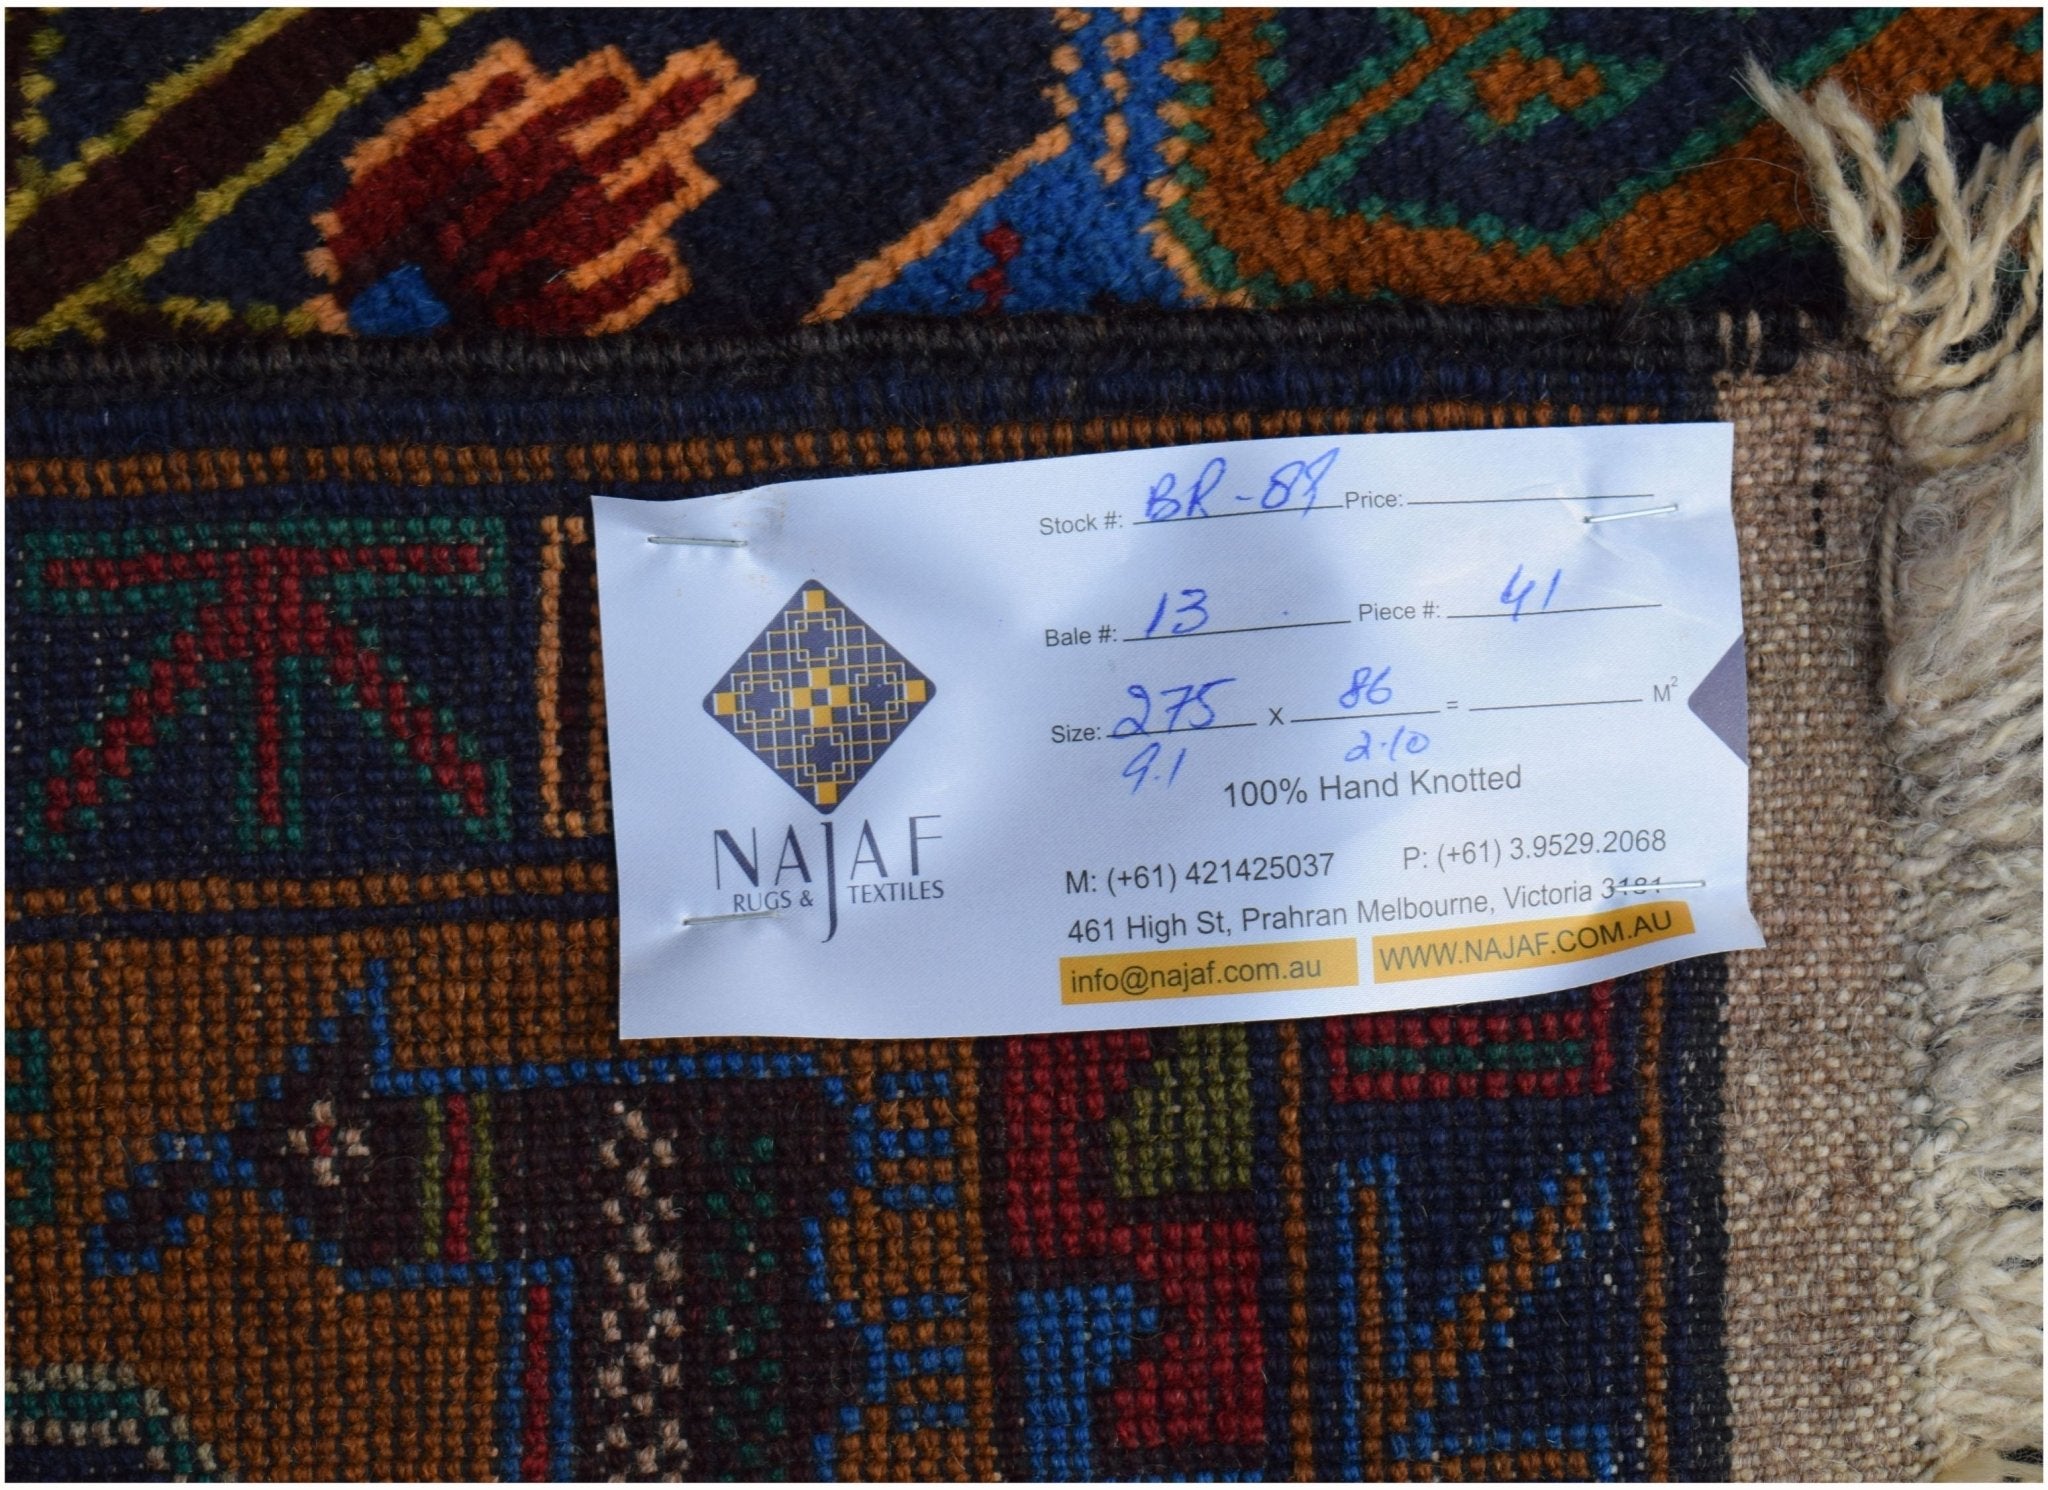 NAJAF
RUGS & TEXTILES
Stock #: BR-89 Price:
Bale #: 13 Piece #: 41
Size: 275 x 86 = M²
9.1 2.10
100% Hand Knotted
M: (+61) 421425037 P: (+61) 3.9529.2068
461 High St, Prahran Melbourne, Victoria 3181
info@najaf.com.au WWW.NAJAF.COM.AU